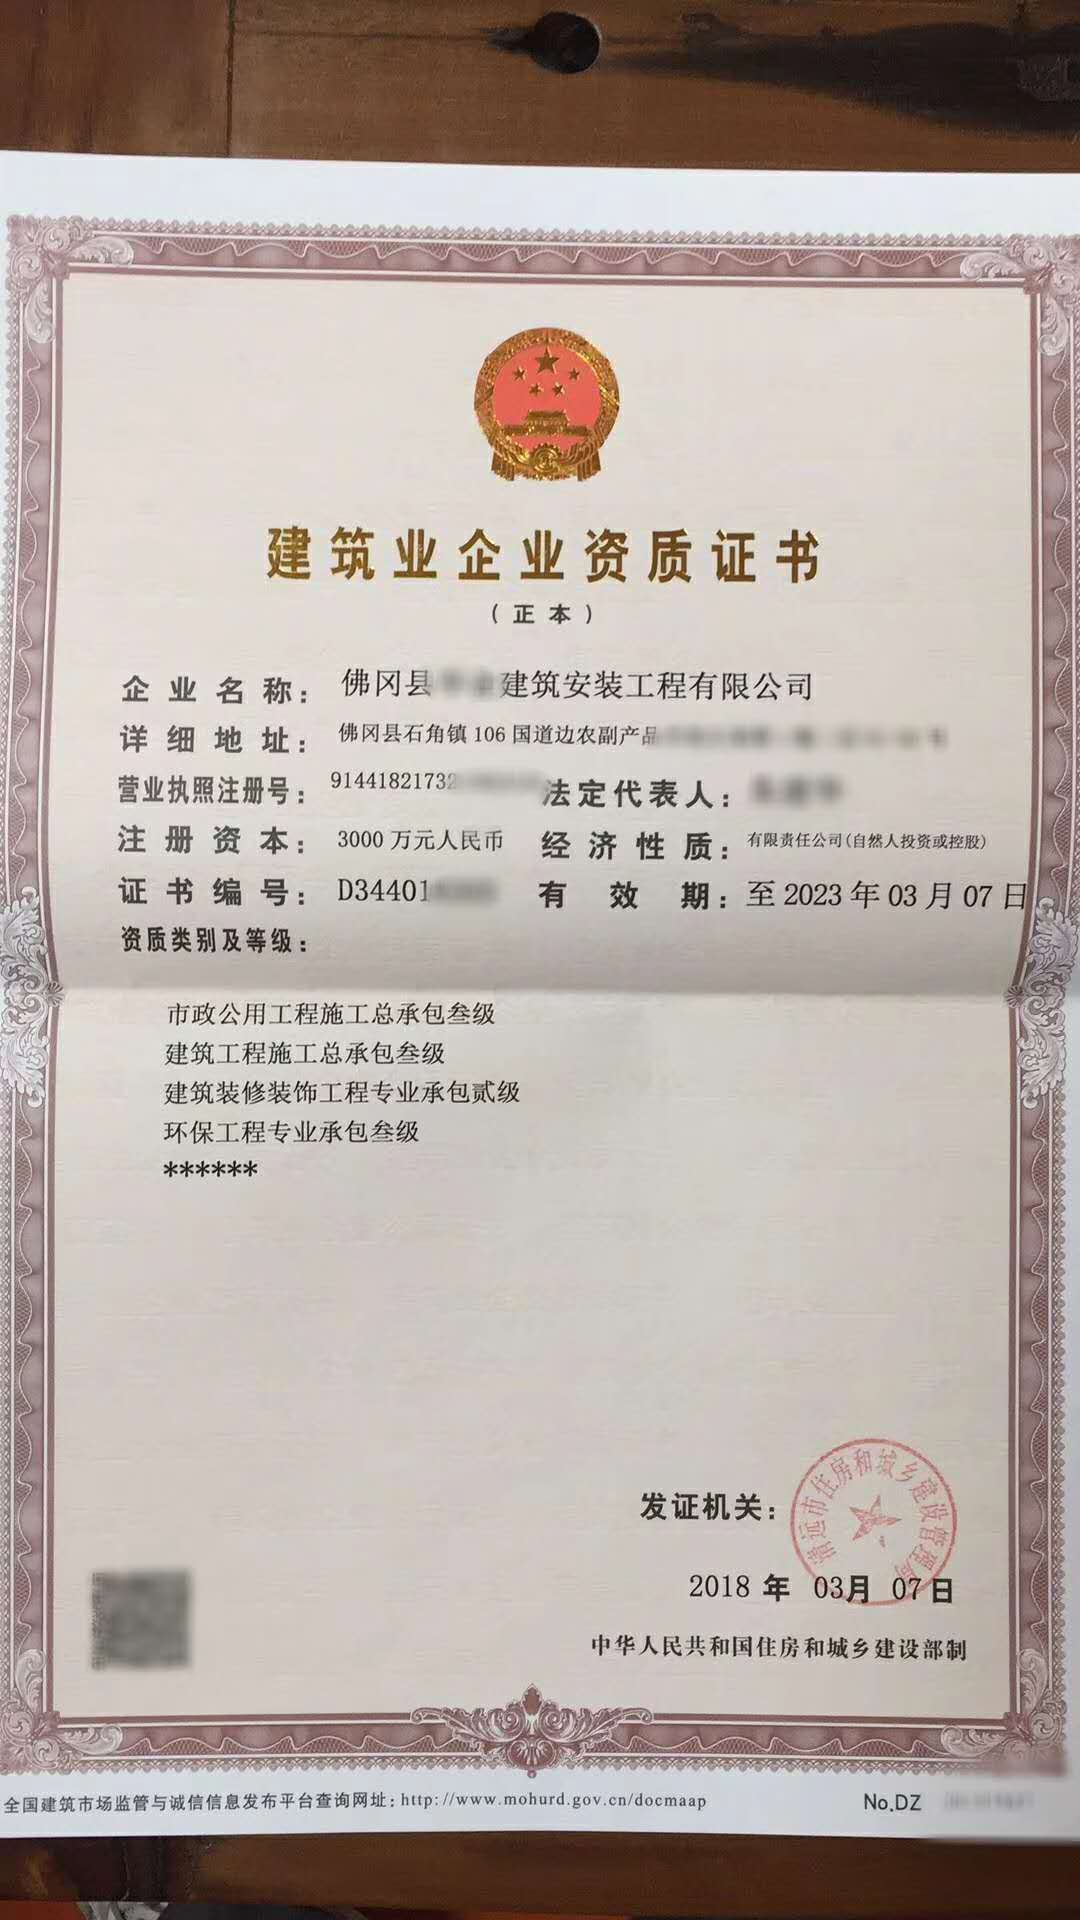 建筑业企业资质证书
（正本）
企业名称： 佛冈县 建筑安装工程有限公司
详细地址： 佛冈县石角镇106国道边农副产品 号
营业执照注册号： 9144182173 法定代表人：
注册资本： 3000万元人民币 经济性质： 有限责任公司(自然人投资或控股)
证书编号： D34401 有效期： 至2023年03月07日
资质类别及等级：
市政公用工程施工总承包叁级
建筑工程施工总承包叁级
建筑装修装饰工程专业承包贰级
环保工程专业承包叁级
******
清远市住房和城乡建设管理局
发证机关：
2018年 03月 07日
中华人民共和国住房和城乡建设部制
全国建筑市场监管与诚信信息发布平台查询网址：http://www.mohurd.gov.cn/docmaap No.DZ